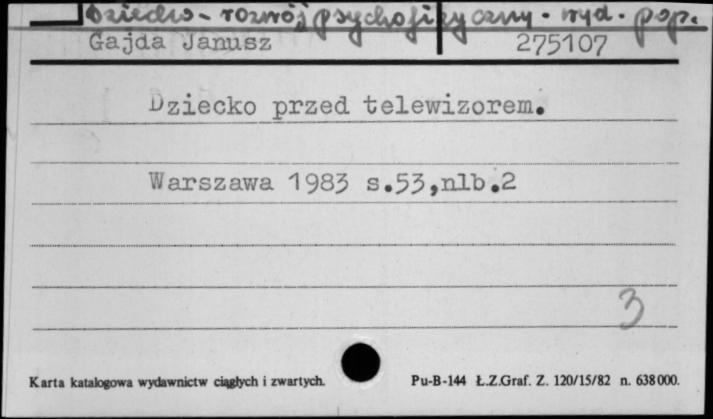 Dziecko - rozwój psychofizyczny - wyd. pop.
Gajda Janusz 275107
Dziecko przed telewizorem.
Warszawa 1983 s.53,nlb.2
3
Karta katalogowa wydawnictw ciągłych i zwartych. Pu-B-144 Ł.Z.Graf. Z. 120/15/82 n. 638000.